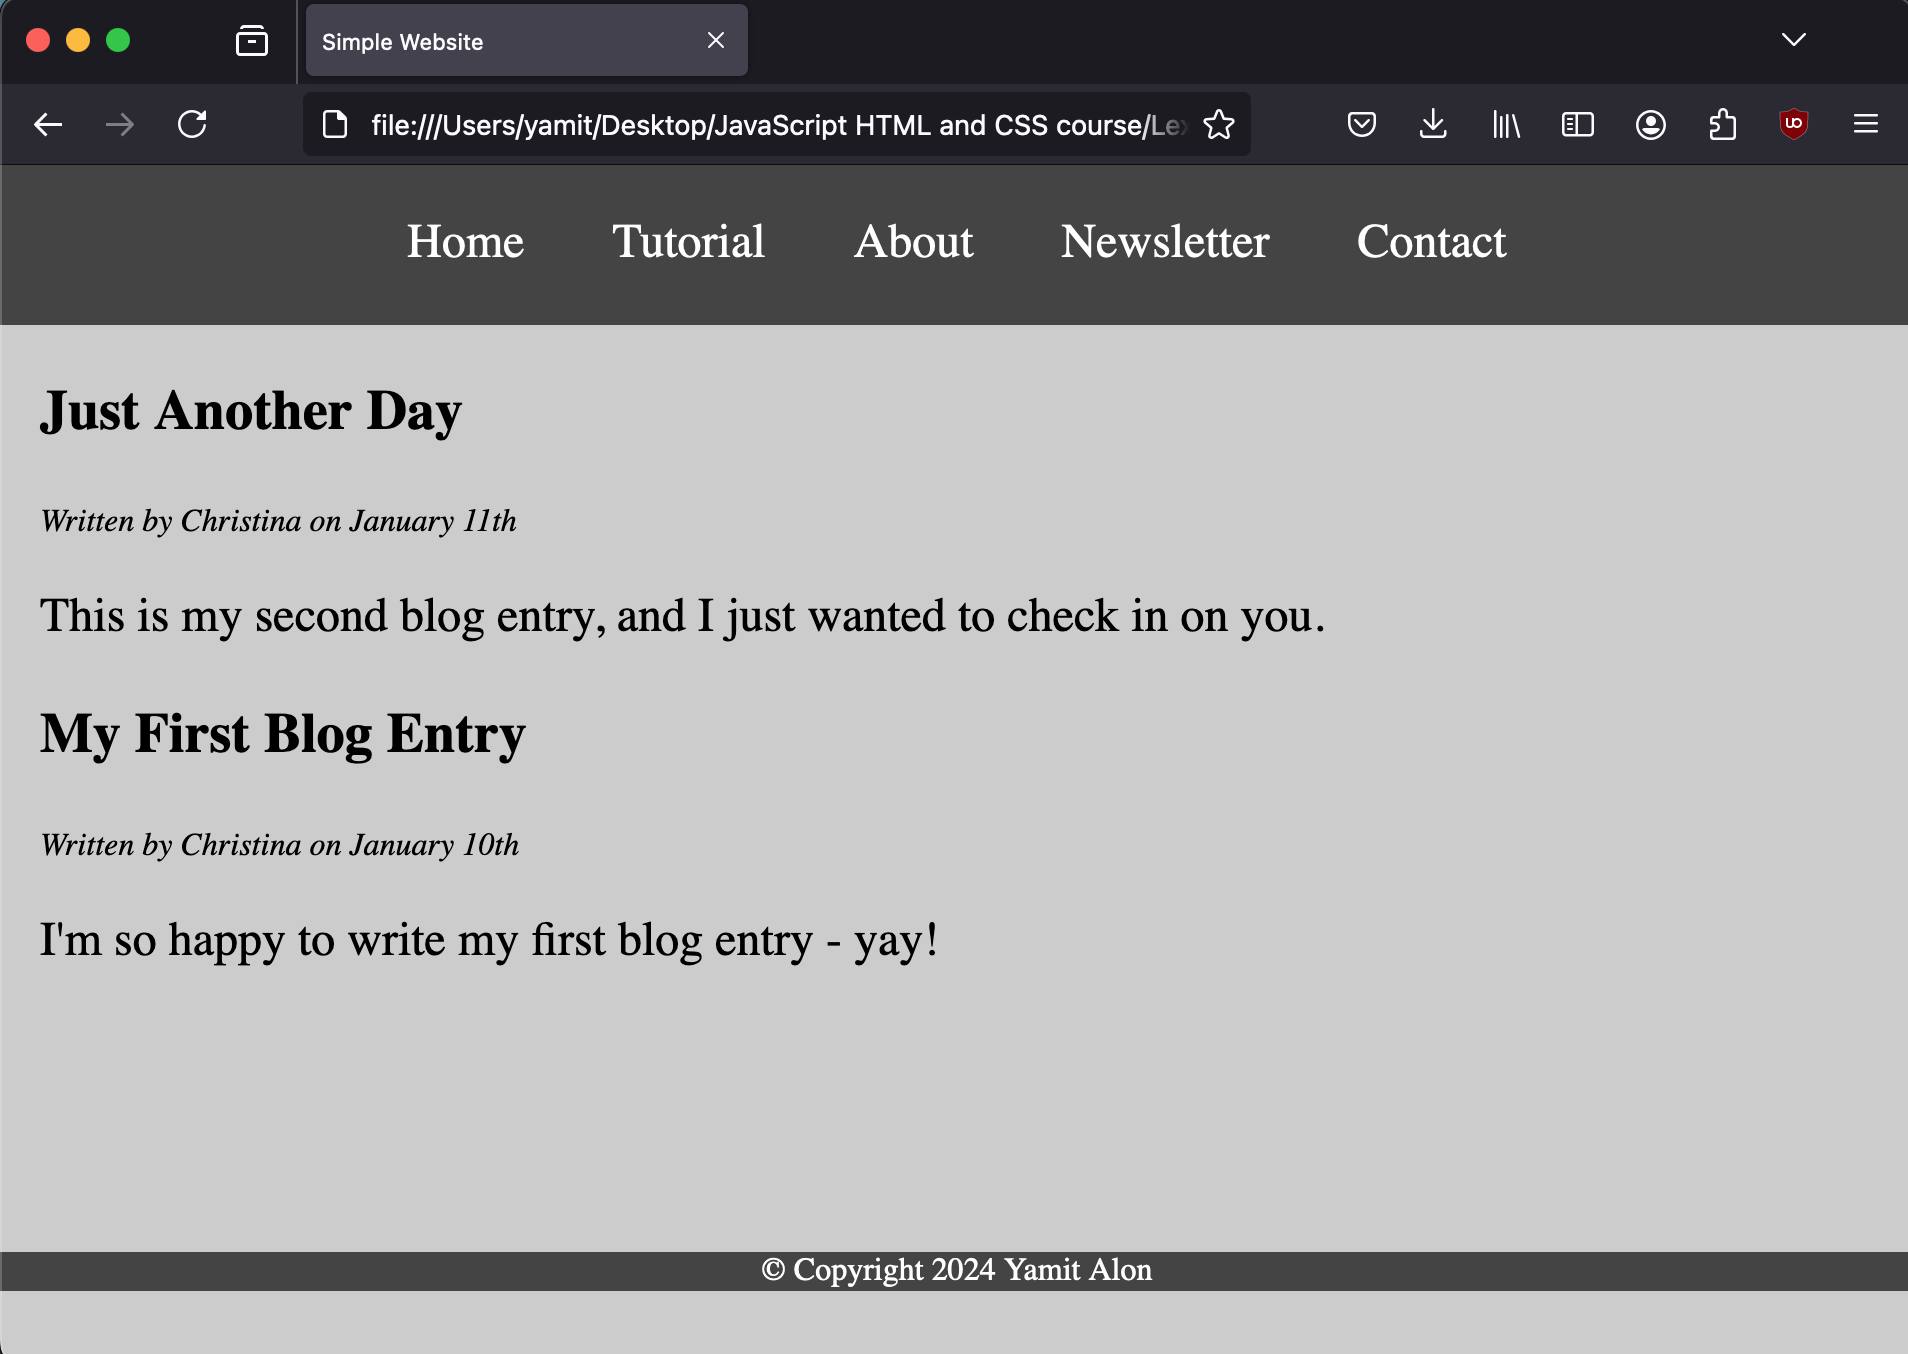 Simple Website
file:///Users/yamit/Desktop/JavaScript HTML and CSS course/Le
Home Tutorial About Newsletter Contact
Just Another Day
Written by Christina on January 11th
This is my second blog entry, and I just wanted to check in on you.
My First Blog Entry
Written by Christina on January 10th
I'm so happy to write my first blog entry - yay!
© Copyright 2024 Yamit Alon